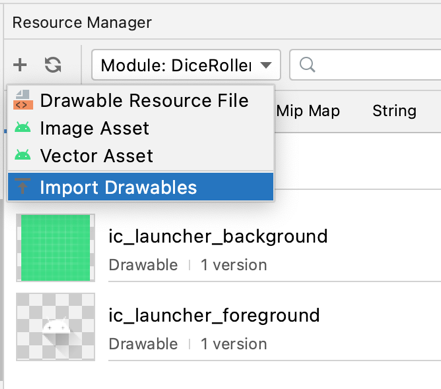 Resource Manager
Module: DiceRoller
Drawable Resource File
Image Asset
Mip Map
String
Vector Asset
Import Drawables
ic_launcher_background
Drawable | 1 version
ic_launcher_foreground
Drawable | 1 version